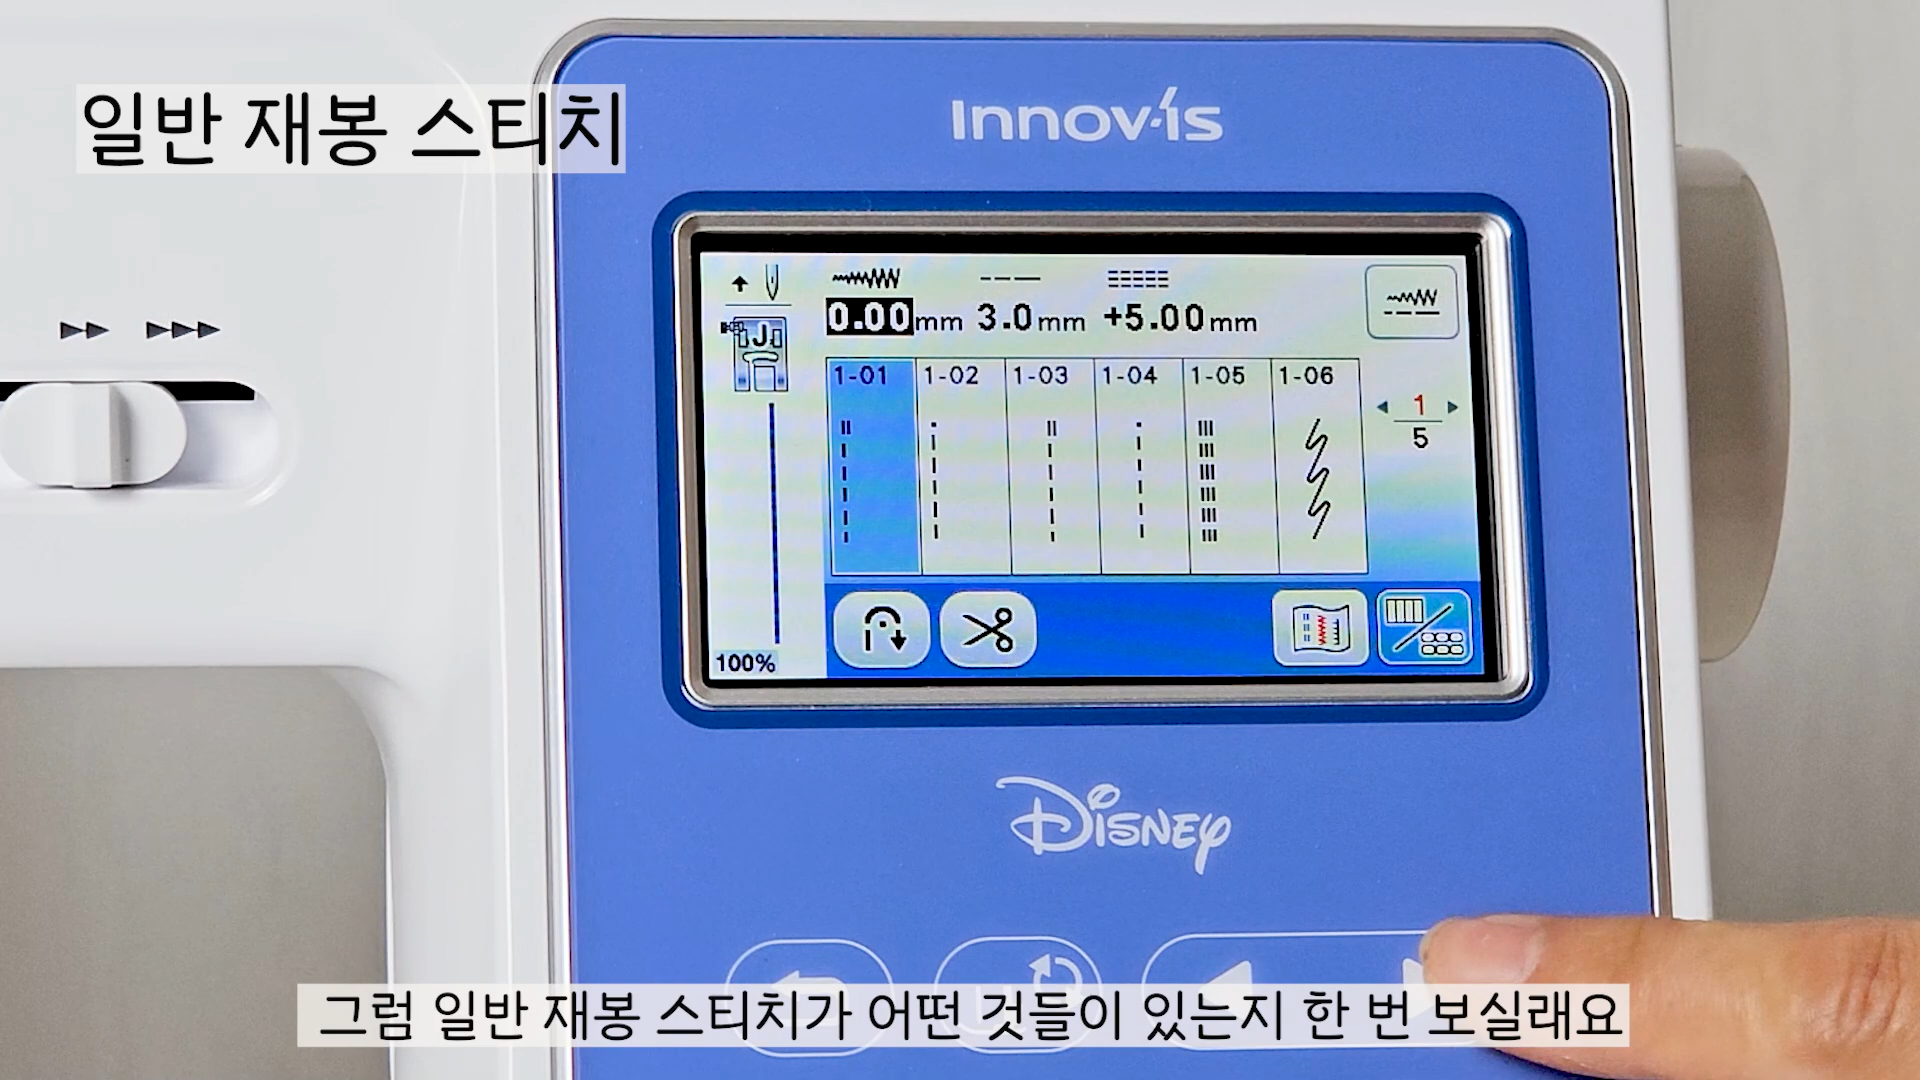 일반 재봉 스티치
Innov-ís
0.00mm 3.0mm +5.00mm
J
1-01 1-02 1-03 1-04 1-05 1-06
1
5
100%
Disney
그럼 일반 재봉 스티치가 어떤 것들이 있는지 한 번 보실래요